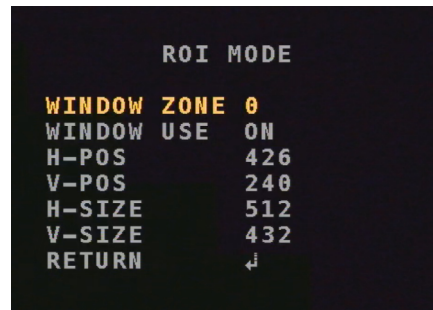 ROI MODE
WINDOW ZONE 0
WINDOW USE ON
H-POS 426
V-POS 240
H-SIZE 512
V-SIZE 432
RETURN ↲